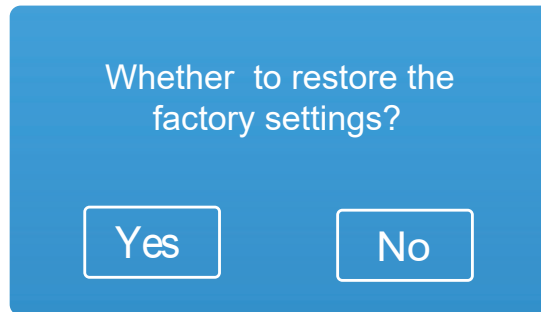 Whether to restore the
factory settings?
Yes No